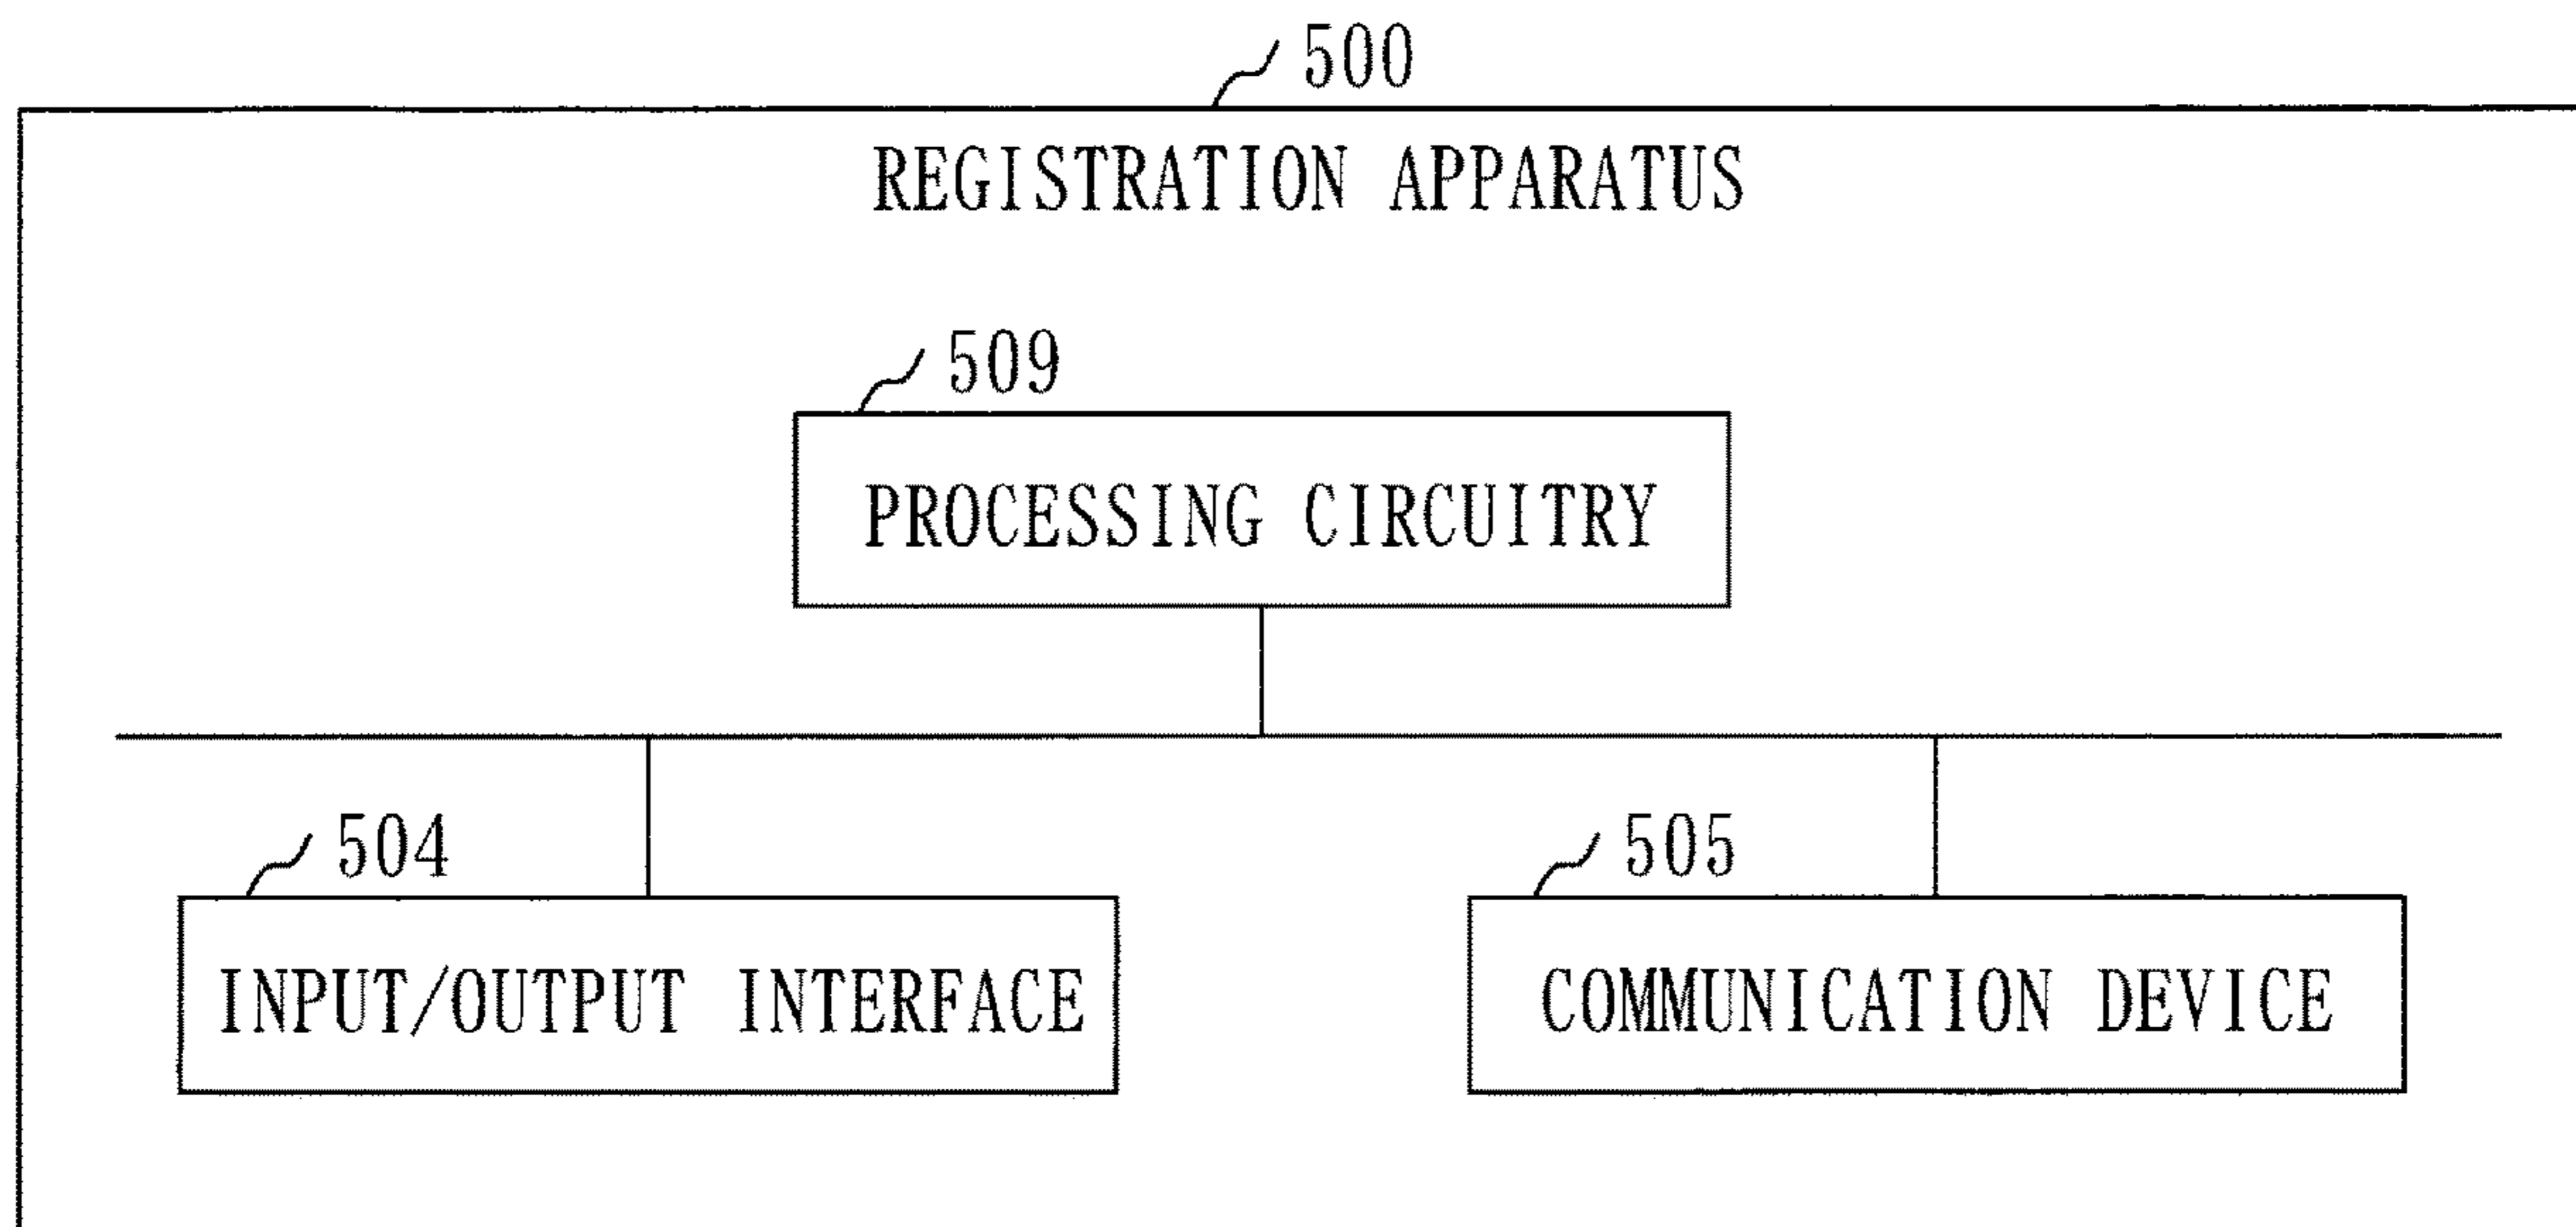 500
REGISTRATION APPARATUS
509
PROCESSING CIRCUITRY
504
INPUT/OUTPUT INTERFACE
505
COMMUNICATION DEVICE